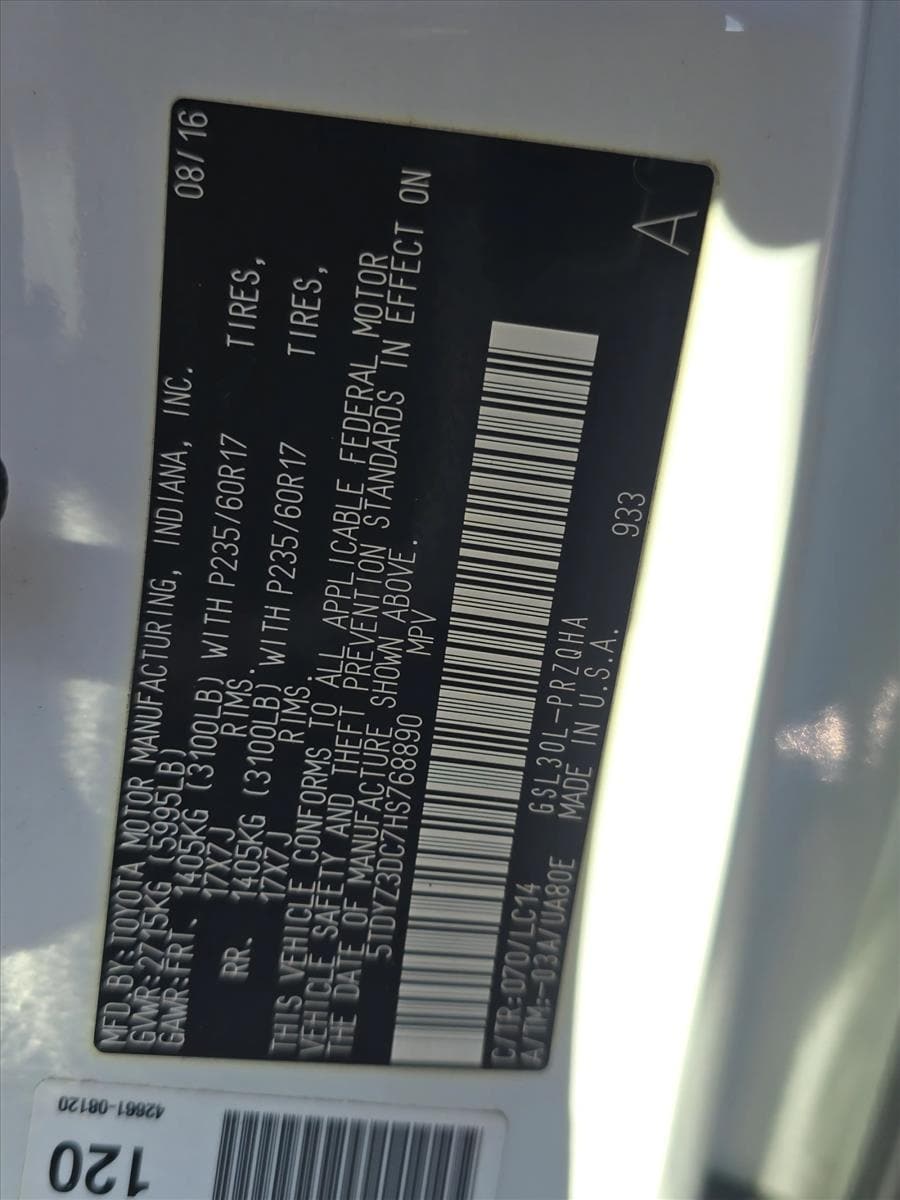 MFD.BY:TOYOTA MOTOR MANUFACTURING, INDIANA, INC. 08/16
GVWR:2715KG (5995LB)
GAWR:FRT. 1405KG (3100LB) WITH P235/60R17 TIRES,
17X7J RIMS.
RR. 1405KG (3100LB) WITH P235/60R17 TIRES,
17X7J RIMS.
THIS VEHICLE CONFORMS TO ALL APPLICABLE FEDERAL MOTOR
VEHICLE SAFETY AND THEFT PREVENTION STANDARDS IN EFFECT ON
THE DATE OF MANUFACTURE SHOWN ABOVE.
5TDYZ3DC7HS768890 MPV
C/TR:070/LC14 GSL30L-PRZQHA 933
A/TM:-03A/UA80E MADE IN U.S.A.
A
42661-08120
120